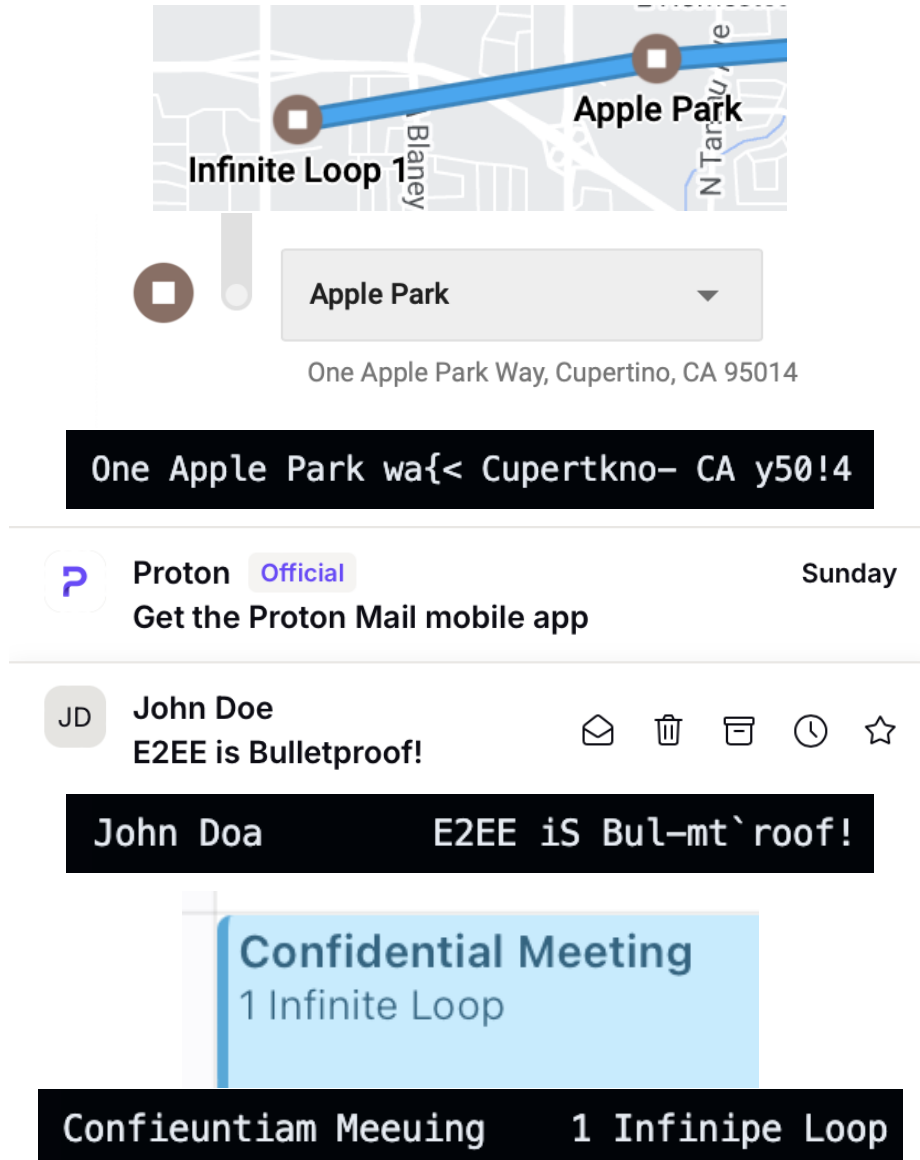 Apple Park
Infinite Loop 1
Blaney
Apple Park
One Apple Park Way, Cupertino, CA 95014
One Apple Park wa{< Cupertkno– CA y50!4
Proton Official Sunday
Get the Proton Mail mobile app
JD John Doe
E2EE is Bulletproof!
John Doa E2EE iS Bul–mt`roof!
Confidential Meeting
1 Infinite Loop
Confieuntiam Meeuing 1 Infinipe Loop